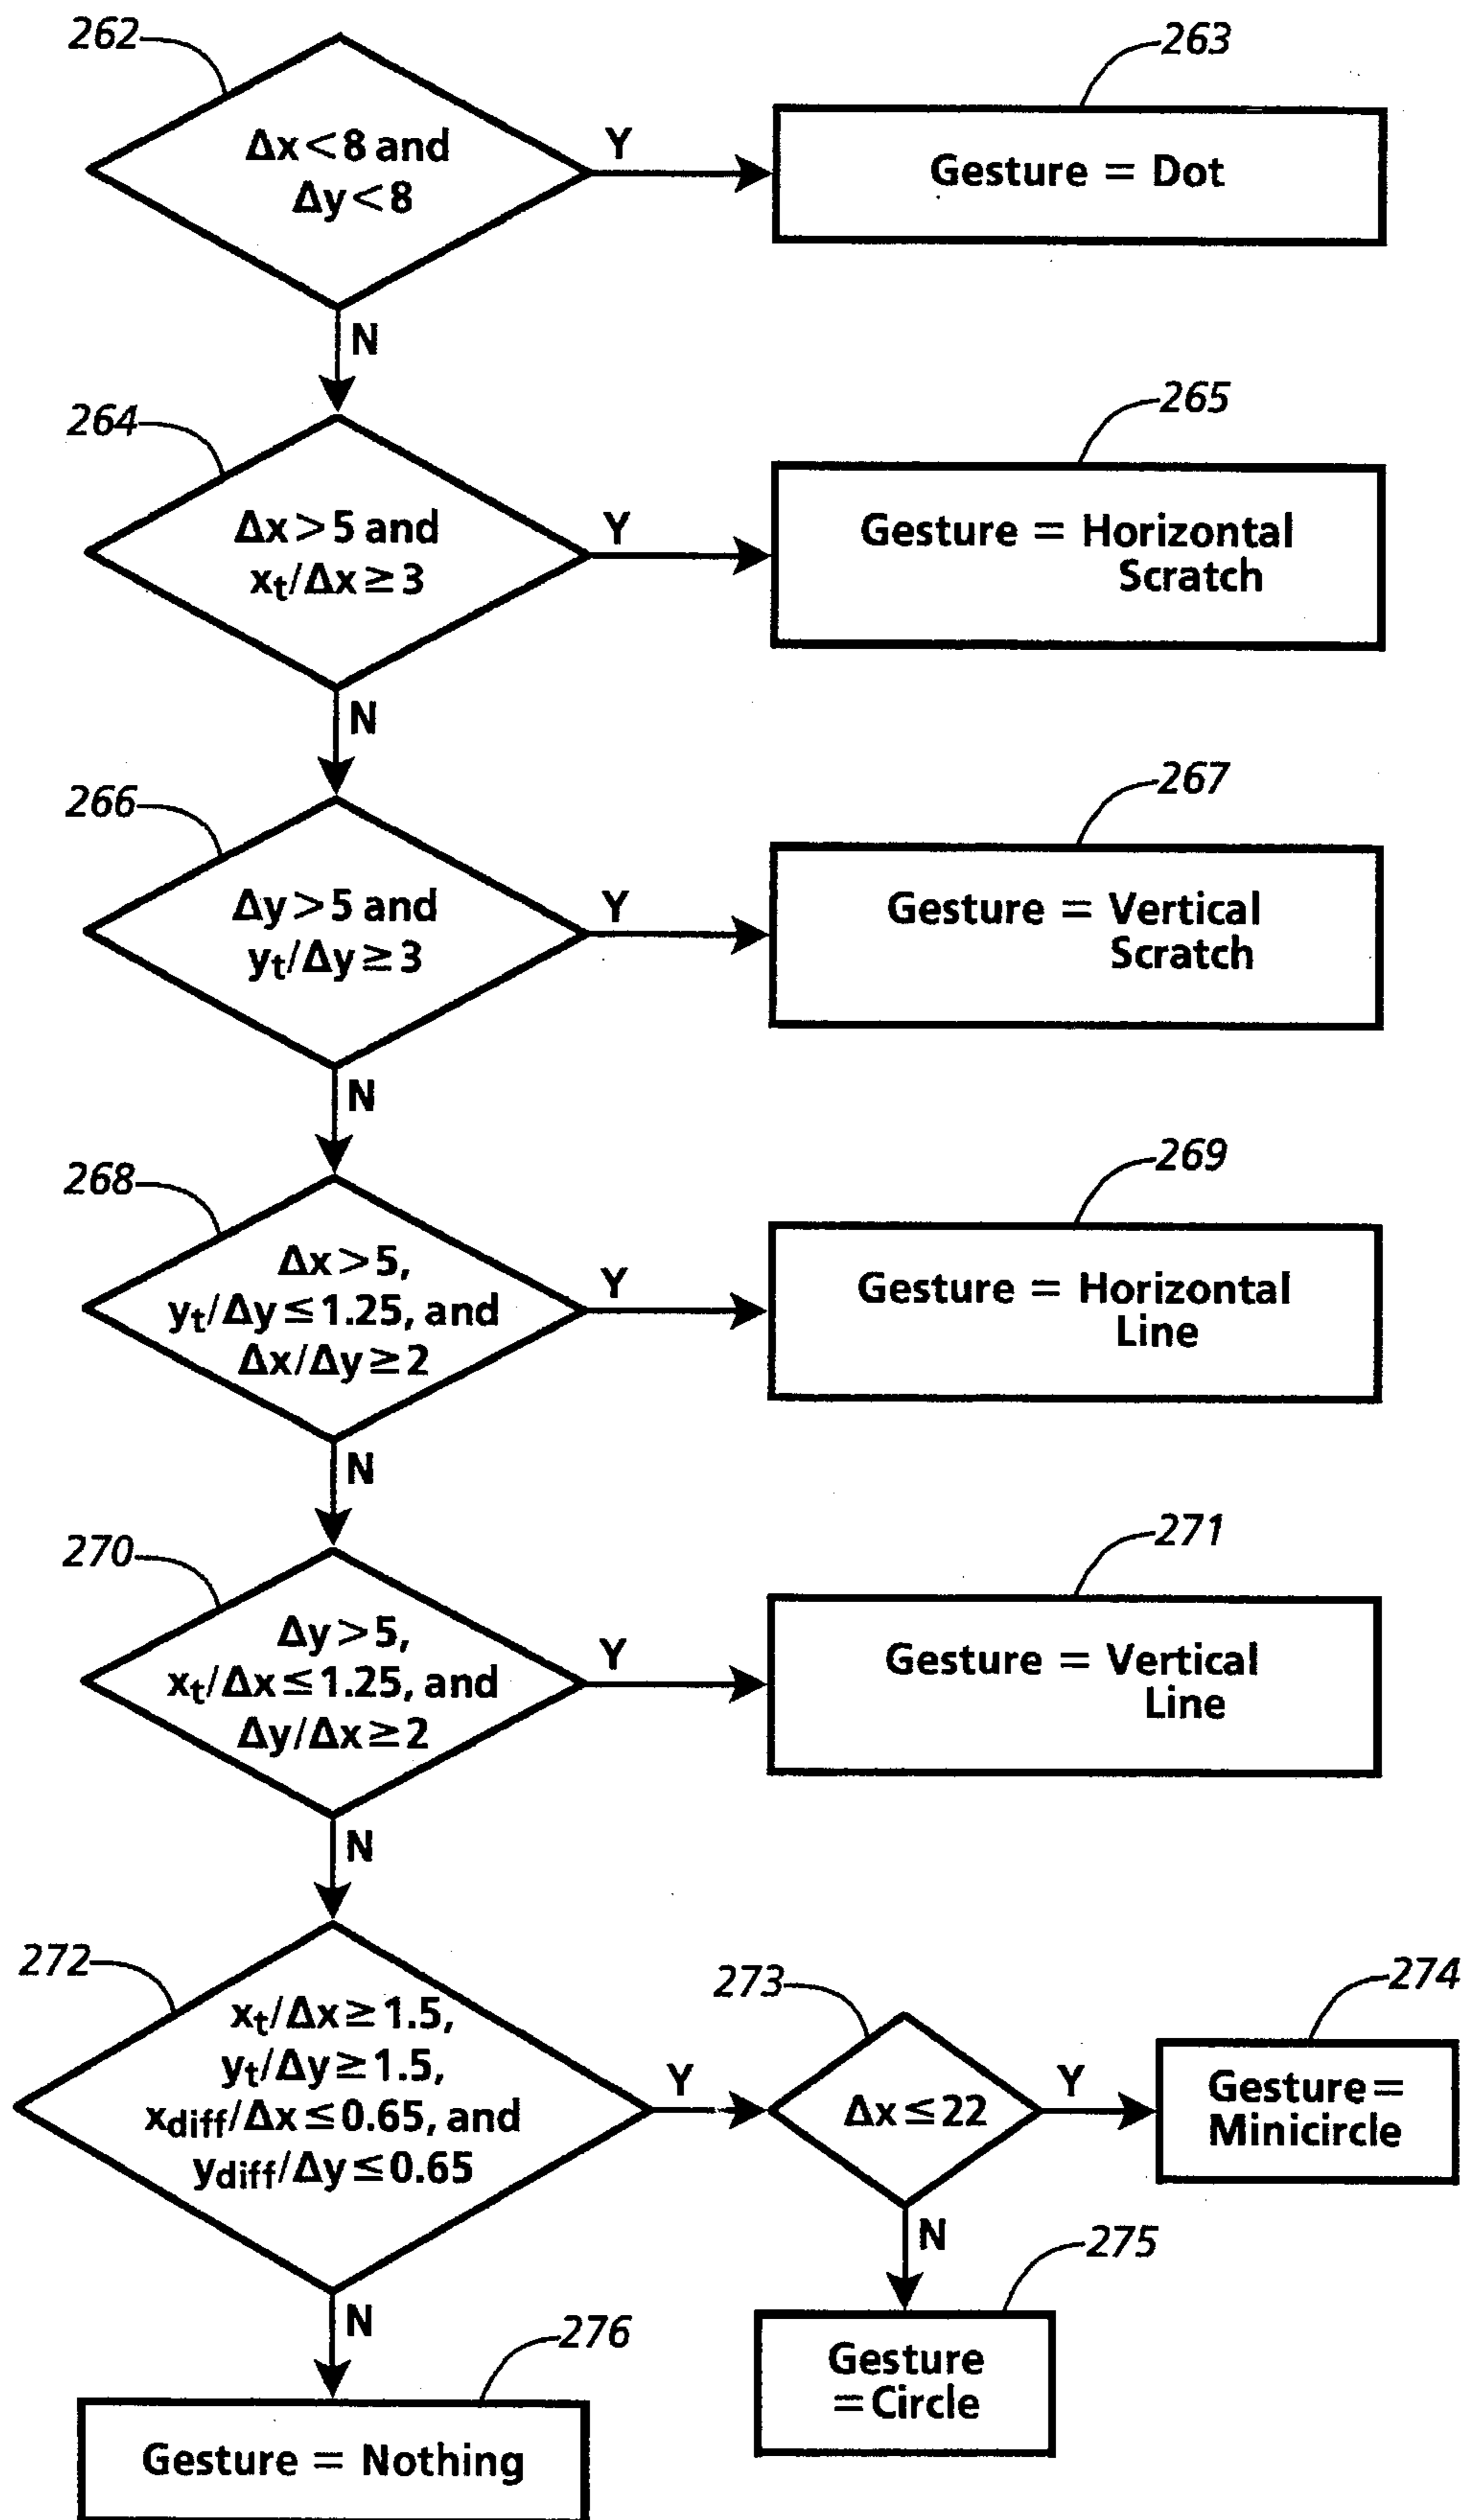 262
263
Δx<8 and
Δy<8
Y
Gesture = Dot
N
264
265
Δx>5 and
xt/Δx≥3
Y
Gesture = Horizontal
Scratch
N
266
267
Δy>5 and
yt/Δy≥3
Y
Gesture = Vertical
Scratch
N
268
269
Δx>5,
yt/Δy≤1.25, and
Δx/Δy≥2
Y
Gesture = Horizontal
Line
N
270
271
Δy>5,
xt/Δx≤1.25, and
Δy/Δx≥2
Y
Gesture = Vertical
Line
N
272
xt/Δx≥1.5,
yt/Δy≥1.5,
xdiff/Δx≤0.65, and
ydiff/Δy≤0.65
Y
273
Δx≤22
Y
274
Gesture=
Minicircle
N
275
Gesture
=Circle
N
276
Gesture = Nothing